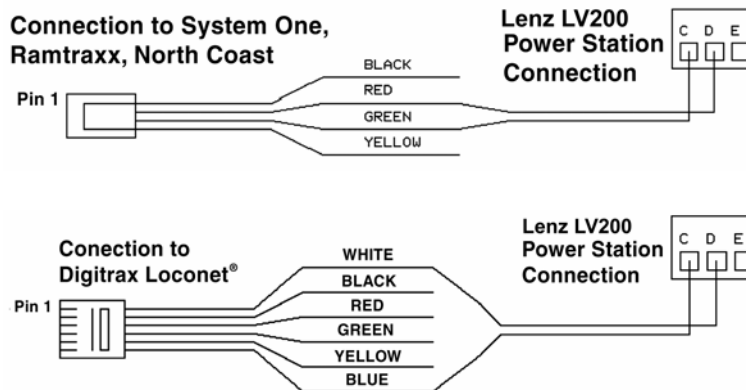 Connection to System One,
Ramtraxx, North Coast
Pin 1
BLACK
RED
GREEN
YELLOW
Lenz LV200
Power Station
Connection
C D E
Conection to
Digitrax Loconet®
Pin 1
WHITE
BLACK
RED
GREEN
YELLOW
BLUE
Lenz LV200
Power Station
Connection
C D E